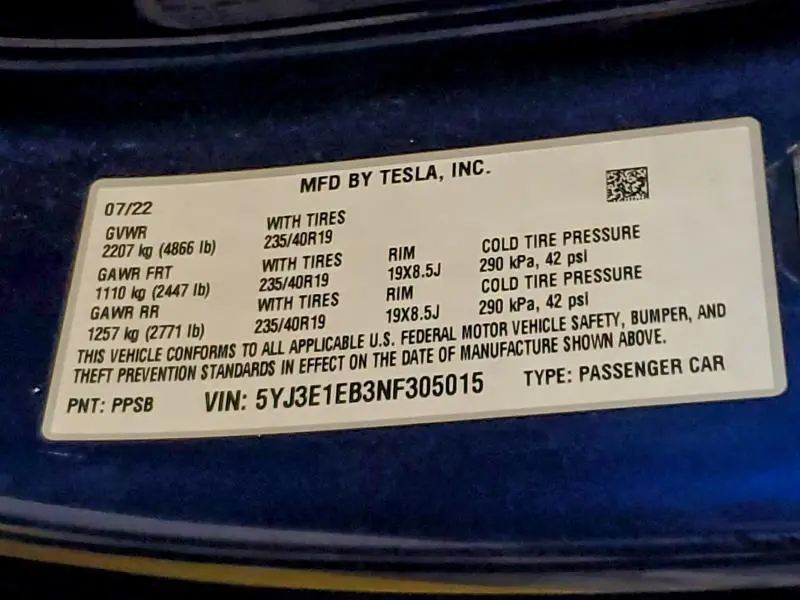 MFD BY TESLA, INC.
07/22
GVWR WITH TIRES
2207 kg (4866 lb) 235/40R19
GAWR FRT WITH TIRES RIM COLD TIRE PRESSURE
1110 kg (2447 lb) 235/40R19 19X8.5J 290 kPa, 42 psi
GAWR RR WITH TIRES RIM COLD TIRE PRESSURE
1257 kg (2771 lb) 235/40R19 19X8.5J 290 kPa, 42 psi
THIS VEHICLE CONFORMS TO ALL APPLICABLE U.S. FEDERAL MOTOR VEHICLE SAFETY, BUMPER, AND
THEFT PREVENTION STANDARDS IN EFFECT ON THE DATE OF MANUFACTURE SHOWN ABOVE.
PNT: PPSB VIN: 5YJ3E1EB3NF305015 TYPE: PASSENGER CAR